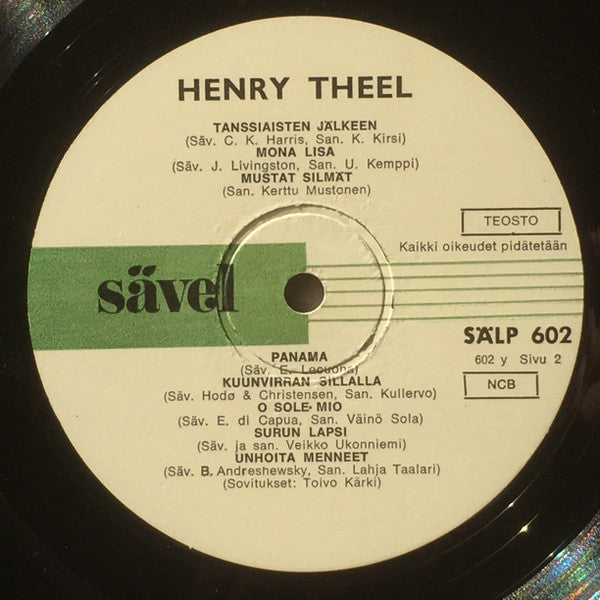 HENRY THEEL
TANSSIAISTEN JÄLKEEN
(Säv. C. K. Harris, San. K. Kirsi)
MONA LISA
(Säv. J. Livingston, San. U. Kemppi)
MUSTAT SILMÄT
(San. Kerttu Mustonen)
TEOSTO
Kaikki oikeudet pidätetään
sävel
SÄLP 602
602 y Sivu 2
NCB
PANAMA
(Säv. E. Lecuona)
KUUNVIRRAN SILLALLA
(Säv. Hodø & Christensen, San. Kullervo)
O SOLE MIO
(Säv. E. di Capua, San. Väinö Sola)
SURUN LAPSI
(Säv. ja san. Veikko Ukonniemi)
UNHOITA MENNEET
(Säv. B. Andreshewsky, San. Lahja Taalari)
(Sovitukset: Toivo Kärki)